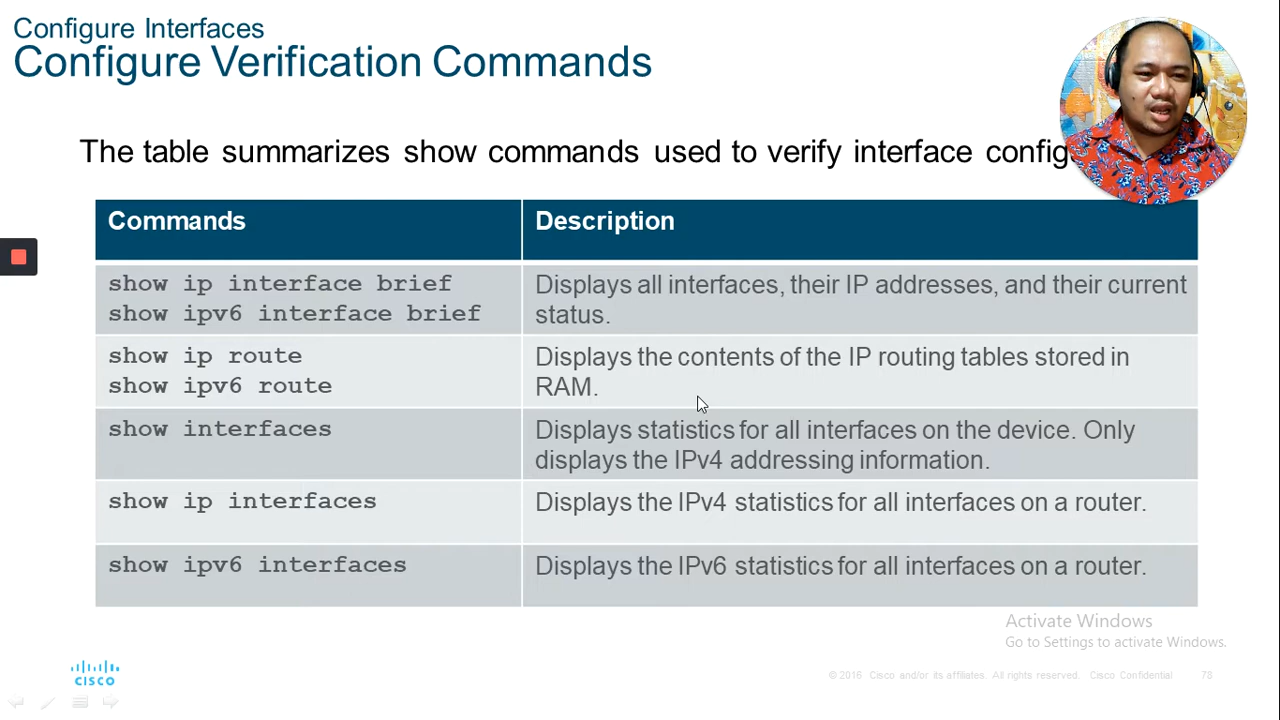 Configure Interfaces
Configure Verification Commands
The table summarizes show commands used to verify interface
Commands
Description
show ip interface brief
show ipv6 interface brief
Displays all interfaces, their IP addresses, and their current
status.
show ip route
show ipv6 route
Displays the contents of the IP routing tables stored in
RAM.
show interfaces
Displays statistics for all interfaces on the device. Only
displays the IPv4 addressing information.
show ip interfaces
Displays the IPv4 statistics for all interfaces on a router.
show ipv6 interfaces
Displays the IPv6 statistics for all interfaces on a router.
Activate Windows
Go to Settings to activate Windows.
CISCO
© 2016 Cisco and/or its affiliates. All rights reserved. Cisco Confidential 78